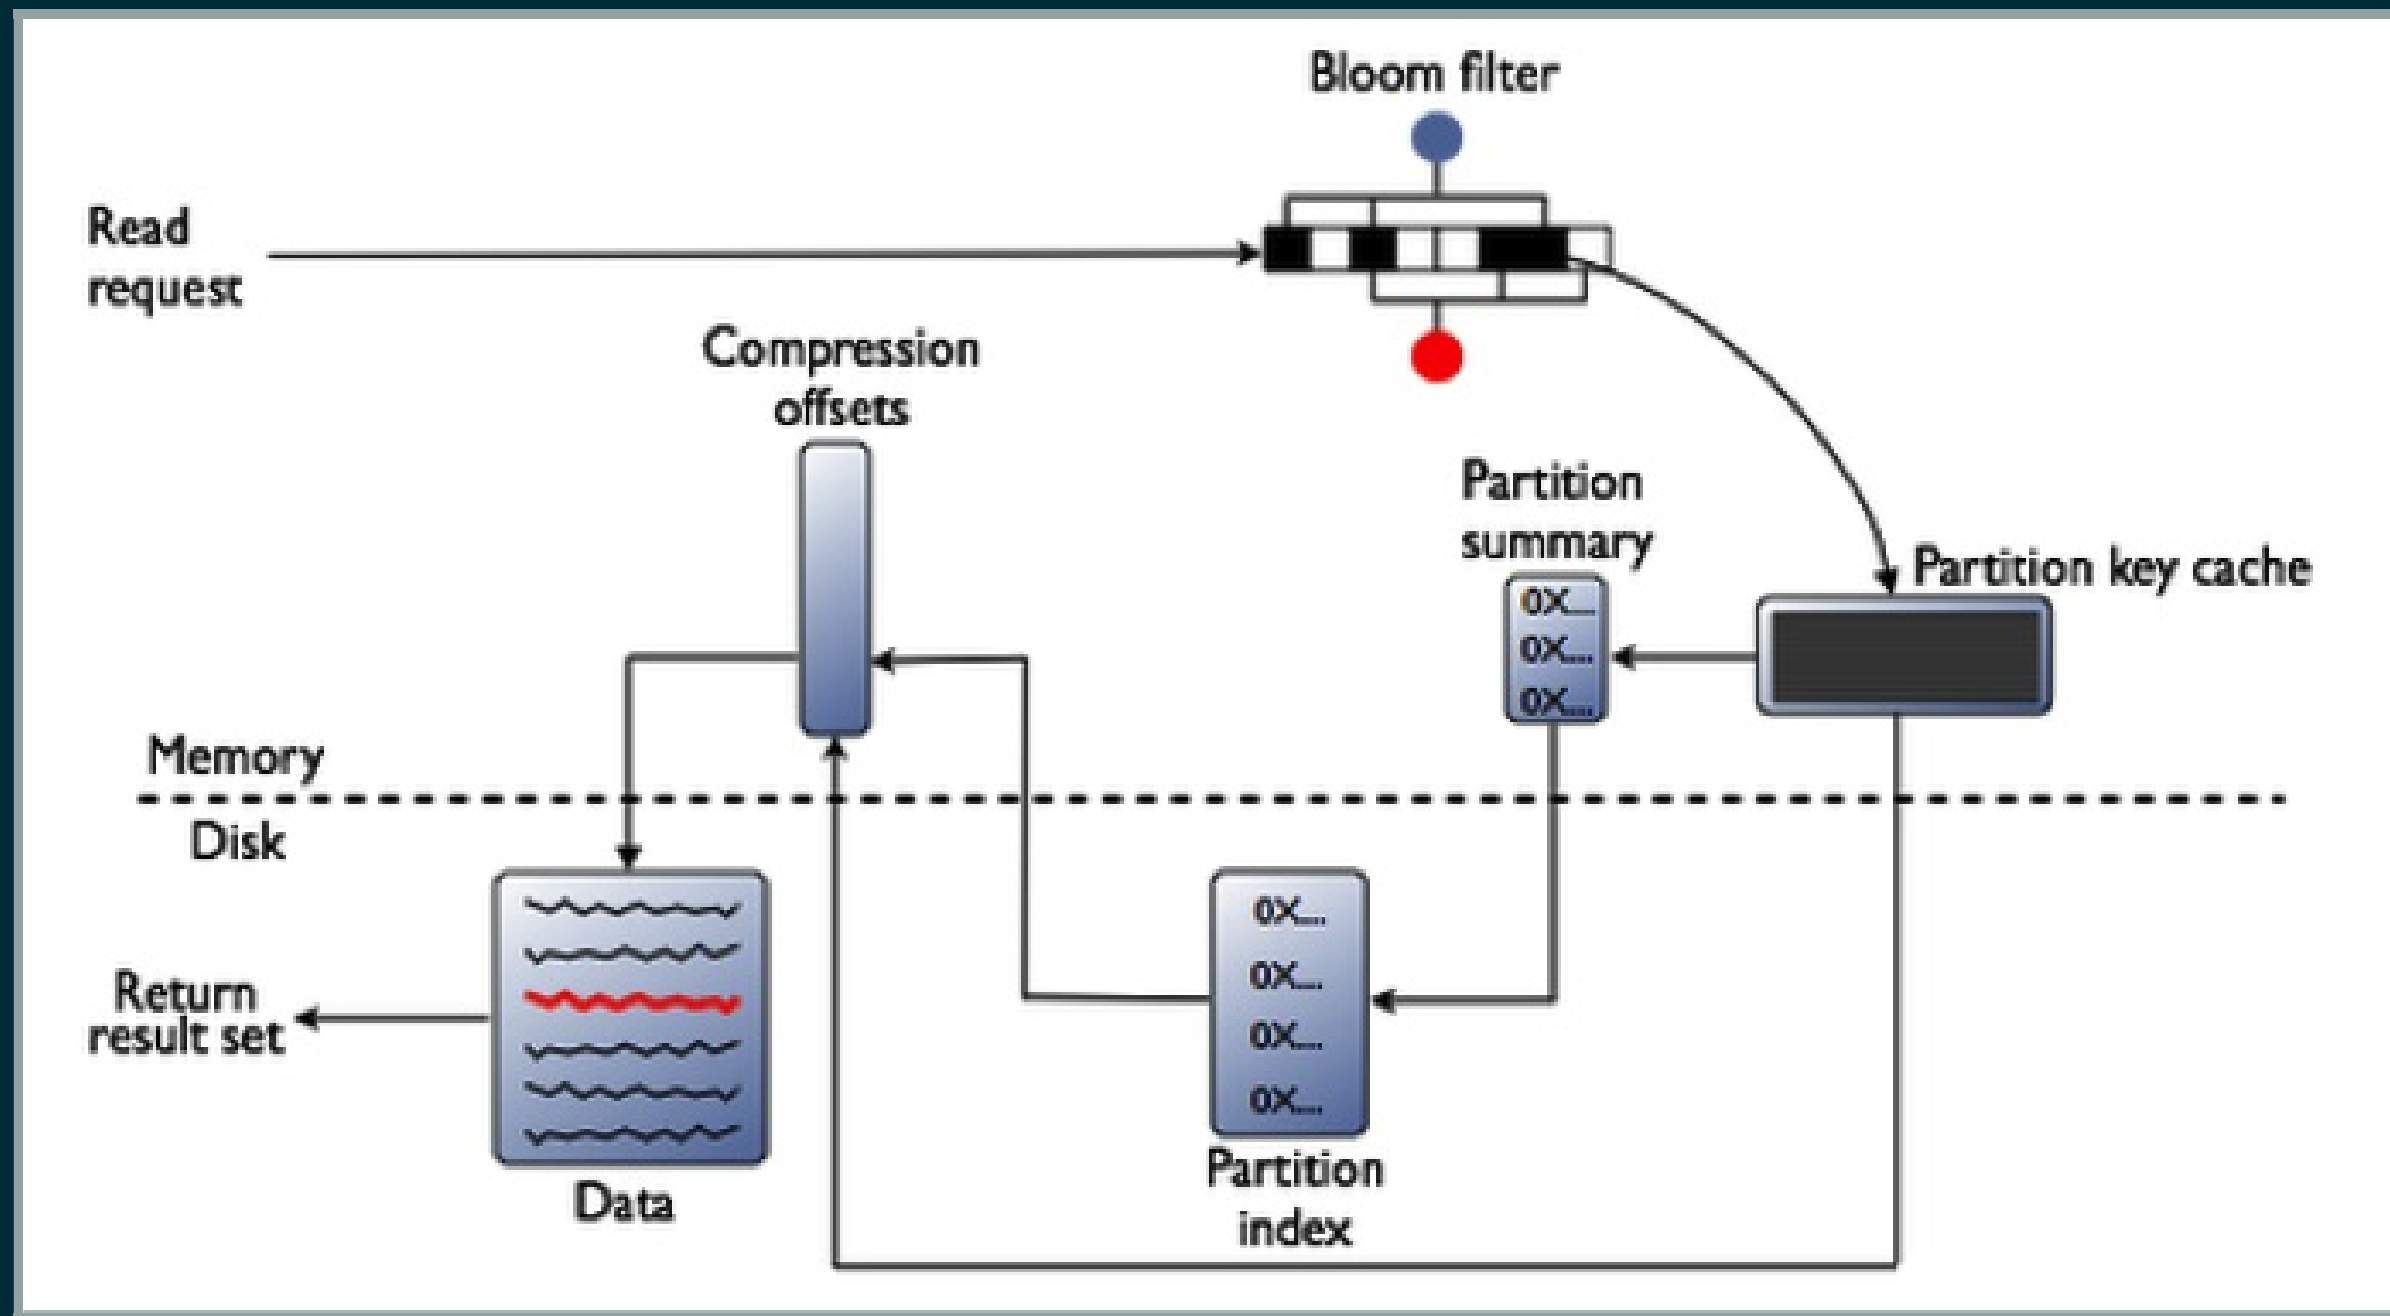 Bloom filter
Read
request
Compression
offsets
Partition
summary
Partition key cache
0X...
0X...
0X...
Memory
Disk
0X...
0X...
0X...
0X...
Return
result set
Data
Partition
index